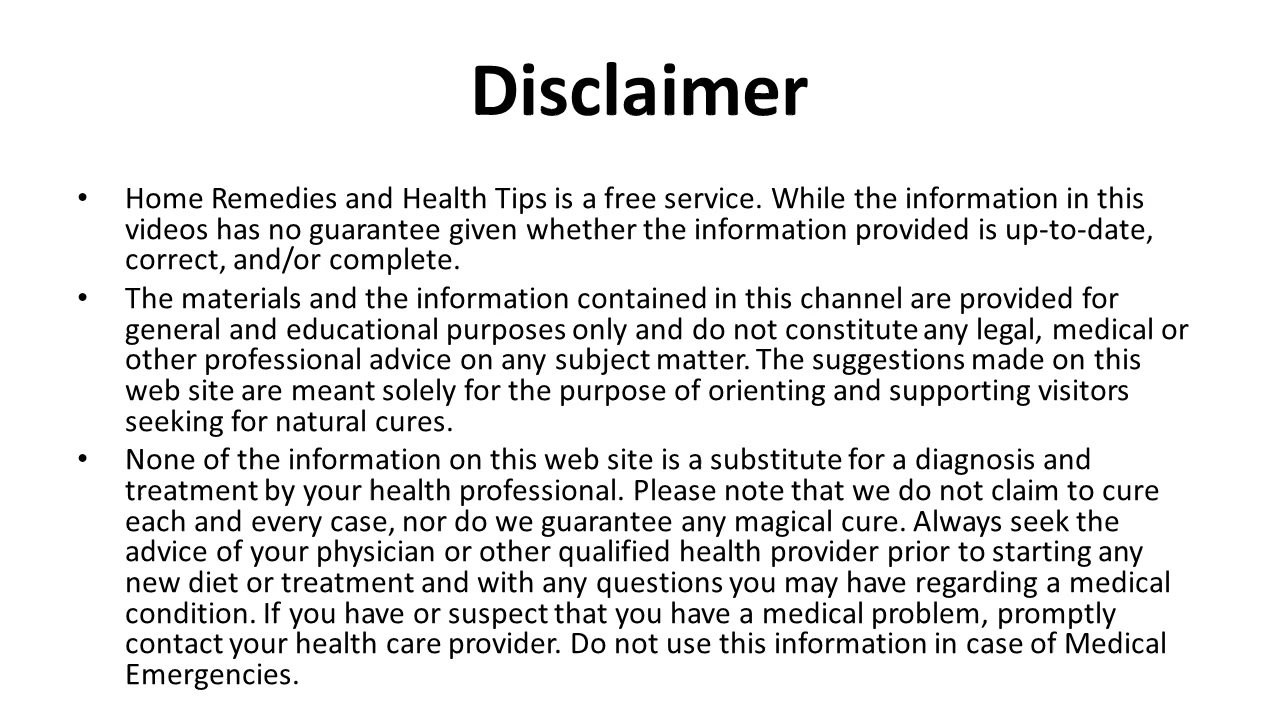 Disclaimer
• Home Remedies and Health Tips is a free service. While the information in this
videos has no guarantee given whether the information provided is up-to-date,
correct, and/or complete.
• The materials and the information contained in this channel are provided for
general and educational purposes only and do not constitute any legal, medical or
other professional advice on any subject matter. The suggestions made on this
web site are meant solely for the purpose of orienting and supporting visitors
seeking for natural cures.
• None of the information on this web site is a substitute for a diagnosis and
treatment by your health professional. Please note that we do not claim to cure
each and every case, nor do we guarantee any magical cure. Always seek the
advice of your physician or other qualified health provider prior to starting any
new diet or treatment and with any questions you may have regarding a medical
condition. If you have or suspect that you have a medical problem, promptly
contact your health care provider. Do not use this information in case of Medical
Emergencies.